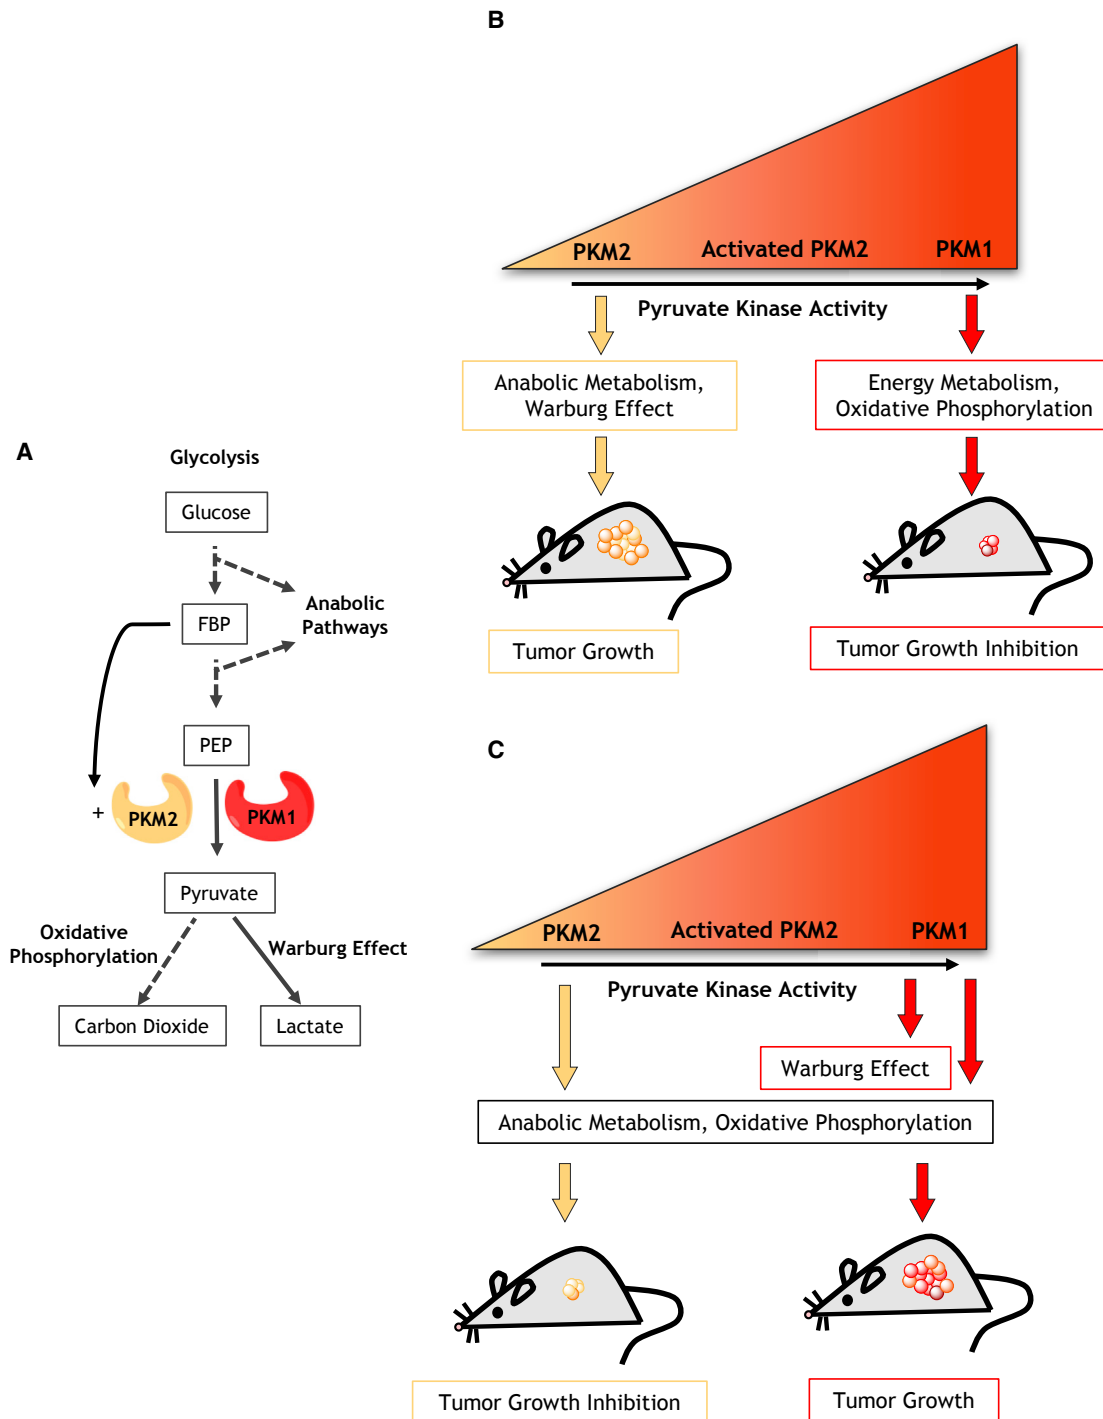 A
Glycolysis
Glucose
Anabolic
Pathways
FBP
PEP
+
PKM2
PKM1
Pyruvate
Oxidative
Phosphorylation
Warburg Effect
Carbon Dioxide
Lactate
B
PKM2
Activated PKM2
PKM1
Pyruvate Kinase Activity
Anabolic Metabolism,
Warburg Effect
Energy Metabolism,
Oxidative Phosphorylation
Tumor Growth
Tumor Growth Inhibition
C
PKM2
Activated PKM2
PKM1
Pyruvate Kinase Activity
Warburg Effect
Anabolic Metabolism, Oxidative Phosphorylation
Tumor Growth Inhibition
Tumor Growth